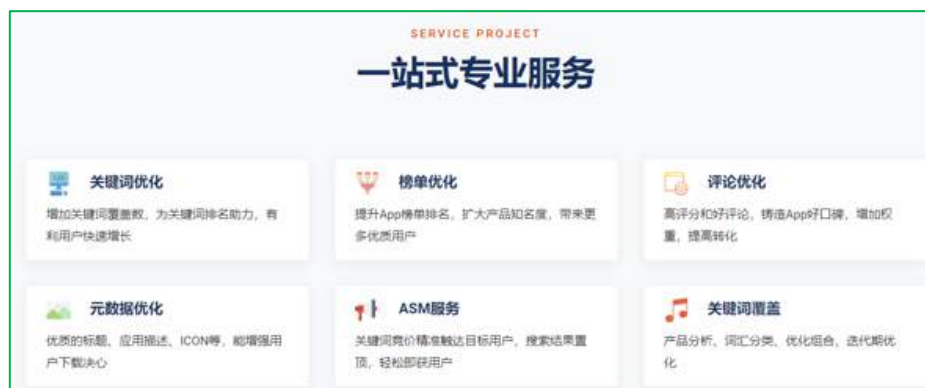 SERVICE PROJECT
一站式专业服务
关键词优化
增加关键词覆盖数，为关键词排名助力，有
利用户快速增长
榜单优化
提升App榜单排名，扩大产品知名度，带来更
多优质用户
评论优化
高评分和好评论，铸造App好口碑，增加权
重，提高转化
元数据优化
优质的标题、应用描述、ICON等，能增强用
户下载决心
ASM服务
关键词竞价精准触达目标用户，搜索结果置
顶，轻松即获用户
关键词覆盖
产品分析、词汇分类、优化组合、迭代期优
化